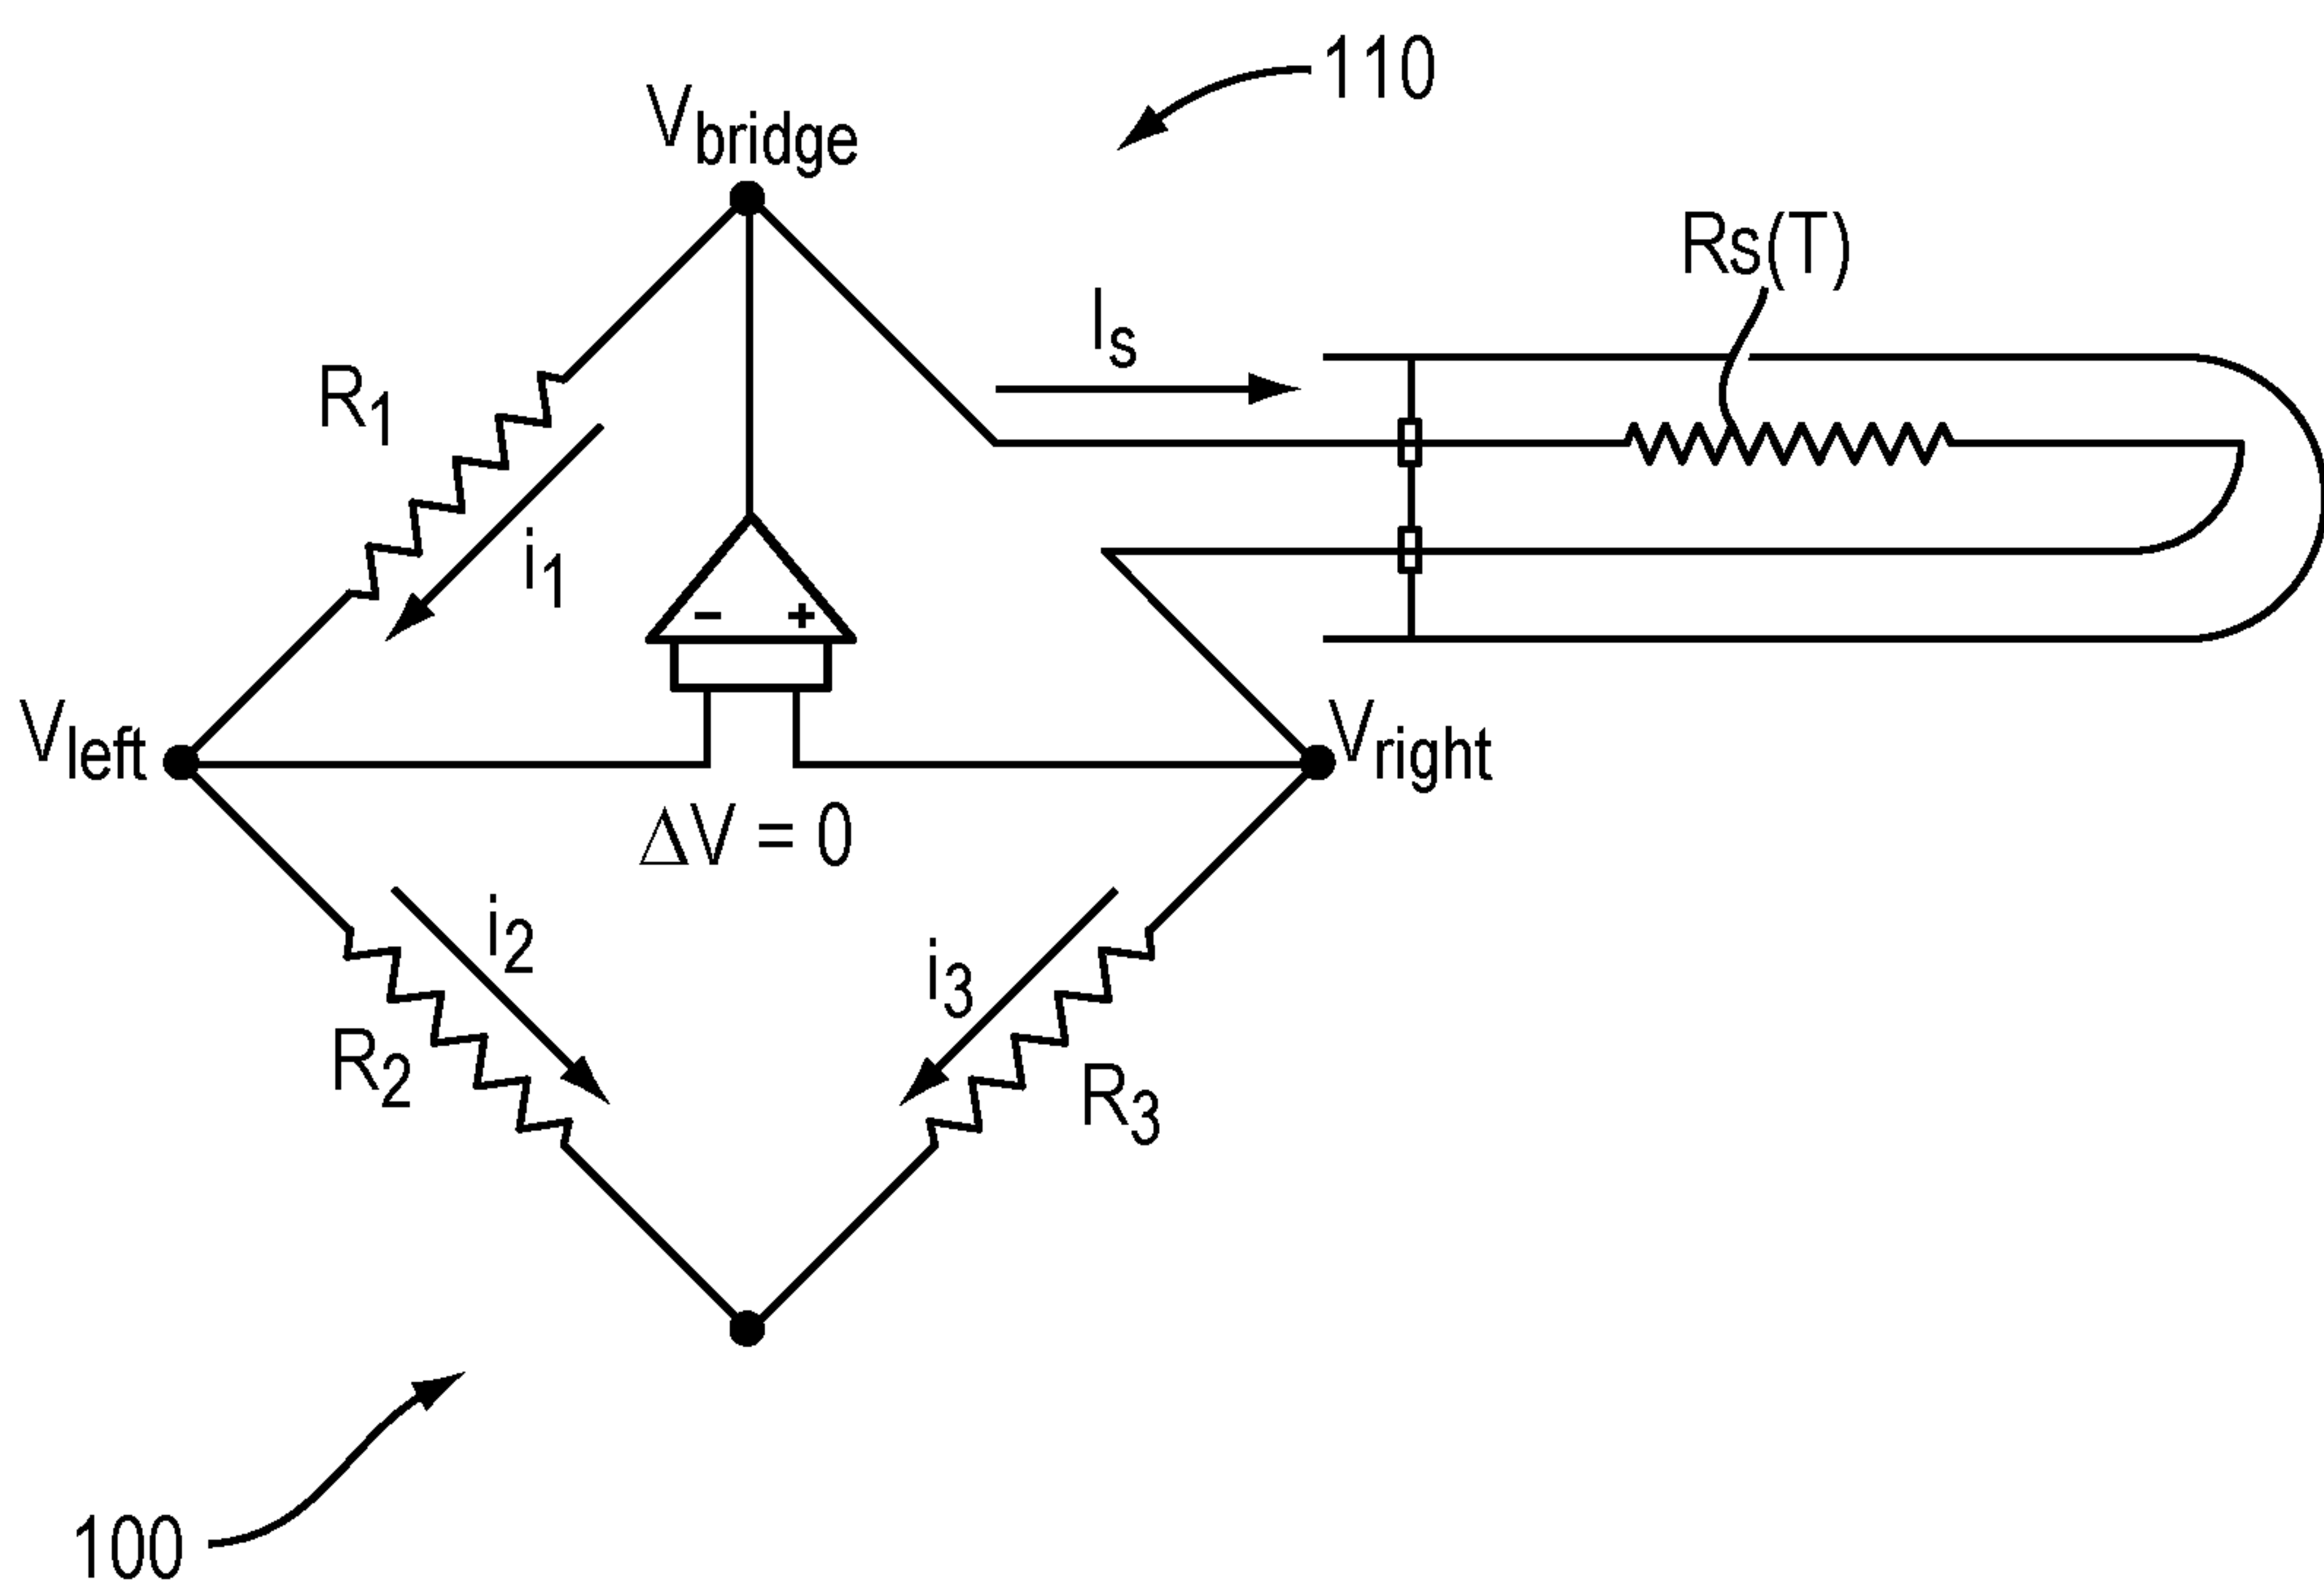 110
Vbridge
Rs(T)
Is
R1
i1
- +
Vleft
Vright
ΔV = 0
i2
i3
R2
R3
100